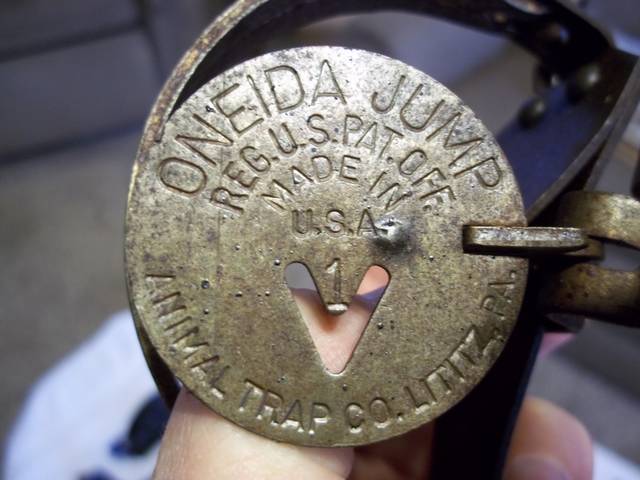 ONEIDA JUMP
REG. U.S. PAT. OFF.
MADE IN
U.S.A.
1
ANIMAL TRAP CO. LITITZ, PA.